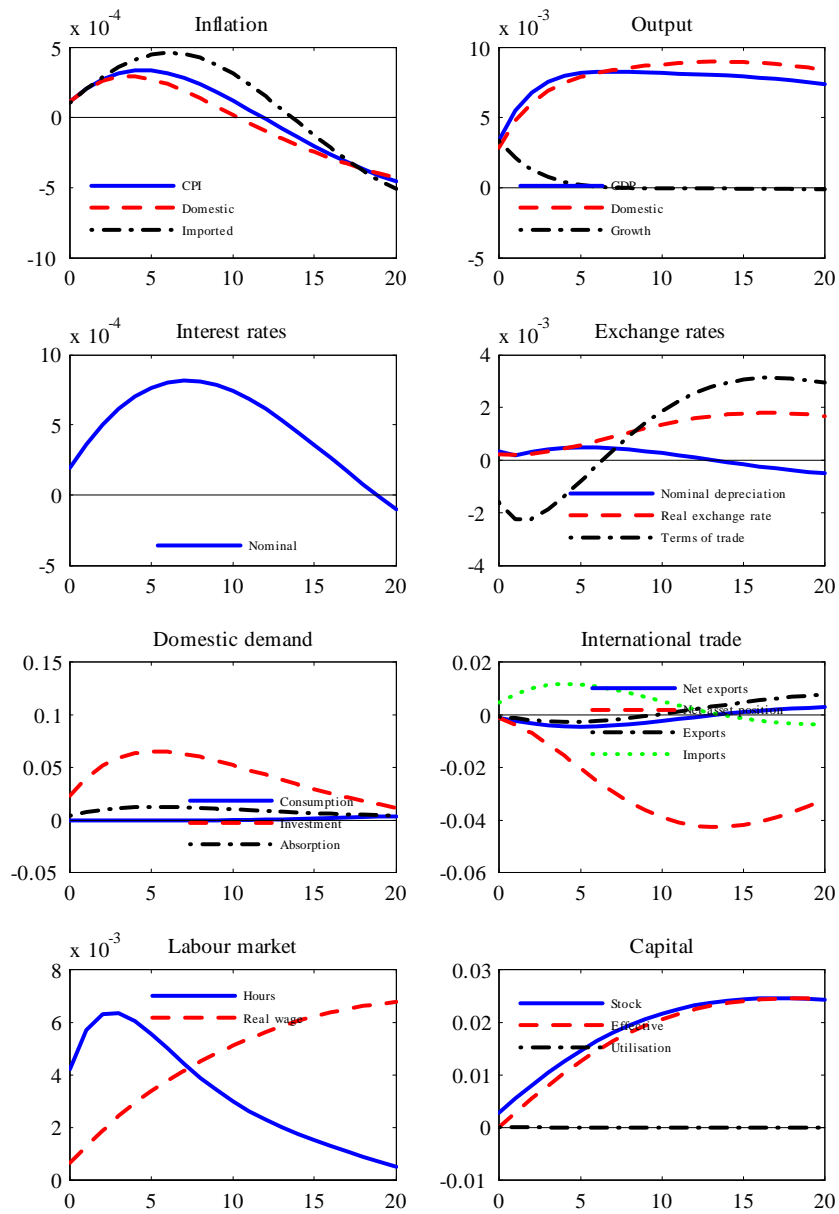 x 10-4
Inflation
5
0
-5
-10
CPI
Domestic
Imported
0 5 10 15 20
x 10-3
Output
10
5
0
-5
GDP
Domestic
Growth
0 5 10 15 20
x 10-4
Interest rates
10
5
0
-5
Nominal
0 5 10 15 20
x 10-3
Exchange rates
4
2
0
-2
-4
Nominal depreciation
Real exchange rate
Terms of trade
0 5 10 15 20
Domestic demand
0.15
0.1
0.05
0
-0.05
Consumption
Investment
Absorption
0 5 10 15 20
International trade
0.02
0
-0.02
-0.04
-0.06
Net exports
Net asset position
Exports
Imports
0 5 10 15 20
x 10-3
Labour market
8
6
4
2
0
Hours
Real wage
0 5 10 15 20
Capital
0.03
0.02
0.01
0
-0.01
Stock
Effective
Utilisation
0 5 10 15 20